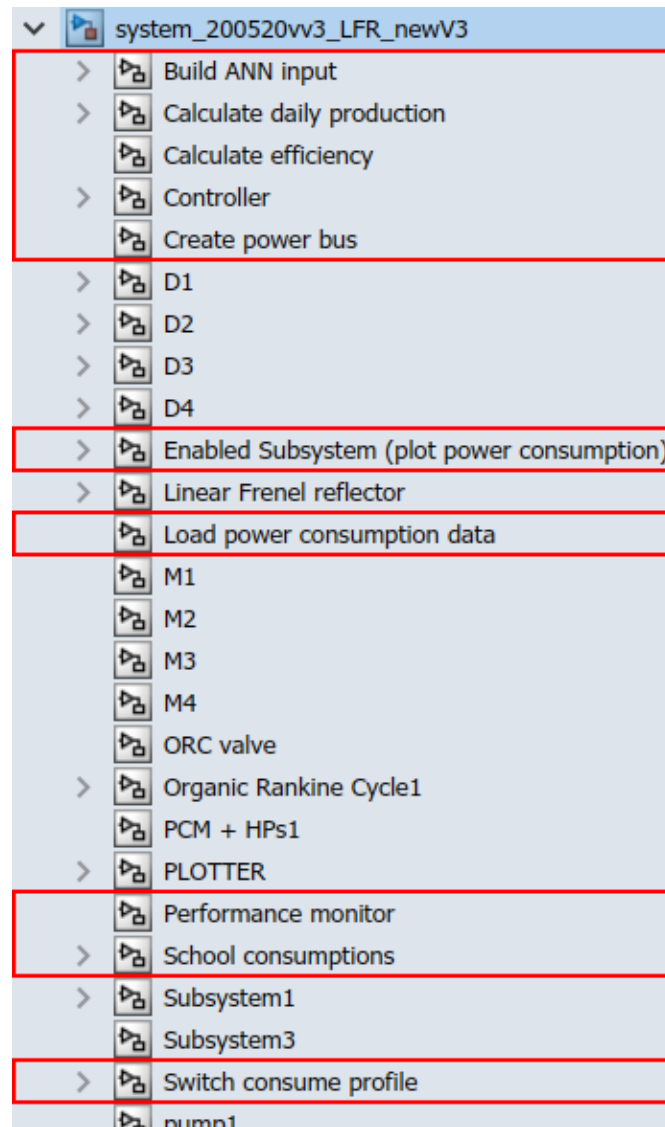 system_200520vv3_LFR_newV3
Build ANN input
Calculate daily production
Calculate efficiency
Controller
Create power bus
D1
D2
D3
D4
Enabled Subsystem (plot power consumption)
Linear Frenel reflector
Load power consumption data
M1
M2
M3
M4
ORC valve
Organic Rankine Cycle1
PCM + HPs1
PLOTTER
Performance monitor
School consumptions
Subsystem1
Subsystem3
Switch consume profile
pump1